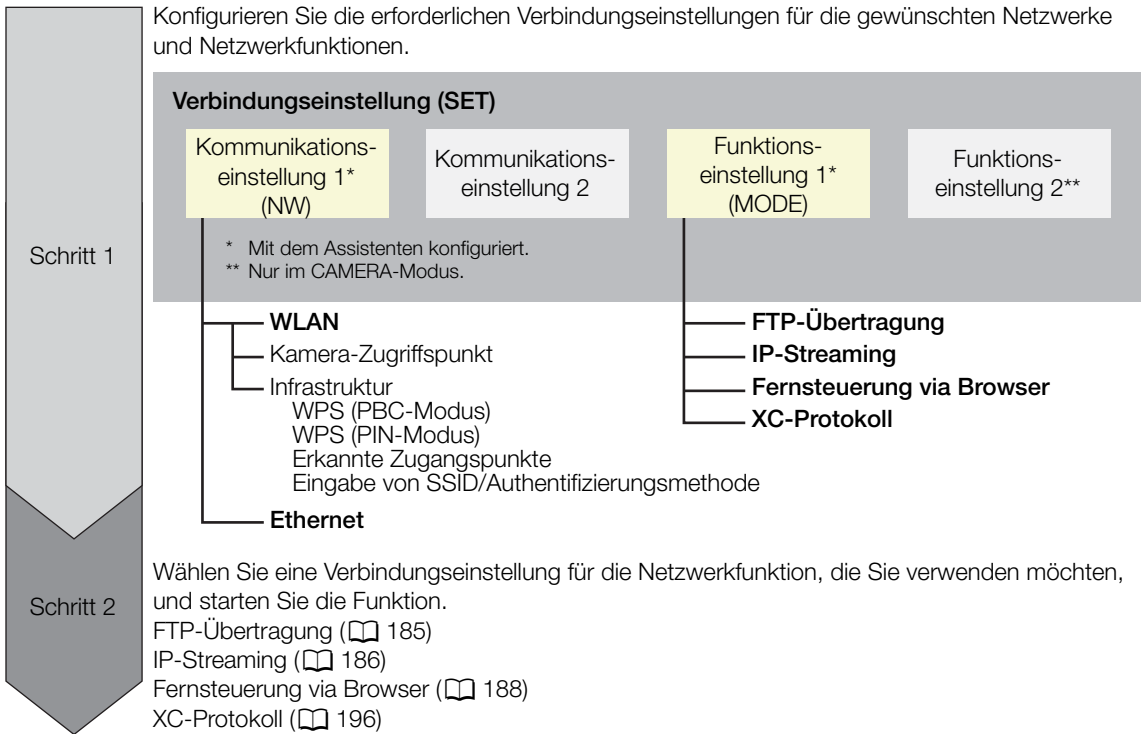 Konfigurieren Sie die erforderlichen Verbindungseinstellungen für die gewünschten Netzwerke
und Netzwerkfunktionen.
Verbindungseinstellung (SET)
Kommunikations-
einstellung 1*
(NW)
Kommunikations-
einstellung 2
Funktions-
einstellung 1*
(MODE)
Funktions-
einstellung 2**
Schritt 1
* Mit dem Assistenten konfiguriert.
** Nur im CAMERA-Modus.
WLAN
Kamera-Zugriffspunkt
Infrastruktur
WPS (PBC-Modus)
WPS (PIN-Modus)
Erkannte Zugangspunkte
Eingabe von SSID/Authentifizierungsmethode
Ethernet
FTP-Übertragung
IP-Streaming
Fernsteuerung via Browser
XC-Protokoll
Schritt 2
Wählen Sie eine Verbindungseinstellung für die Netzwerkfunktion, die Sie verwenden möchten,
und starten Sie die Funktion.
FTP-Übertragung (📖 185)
IP-Streaming (📖 186)
Fernsteuerung via Browser (📖 188)
XC-Protokoll (📖 196)